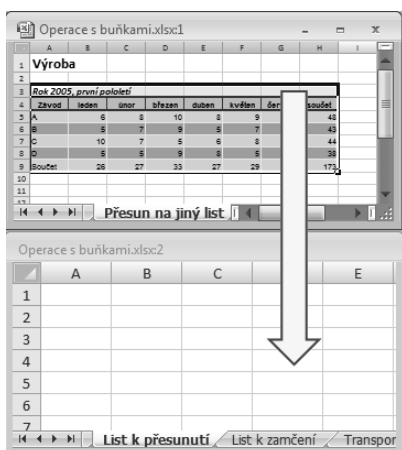 Operace s buňkami.xlsx:1
A B C D E F G H I
1 Výroba
2
3 Rok 2005, první pololetí
4 Závod leden únor březen duben květen čer součet
5 A 6 8 10 8 9 48
6 B 5 7 9 5 7 43
7 C 10 7 5 6 8 44
8 D 5 5 9 8 5 38
9 Součet 26 27 33 27 29 173
10
11
12
Přesun na jiný list
Operace s buňkami.xlsx:2
A B C E
1
2
3
4
5
6
7
List k přesunutí List k zamčení Transpor